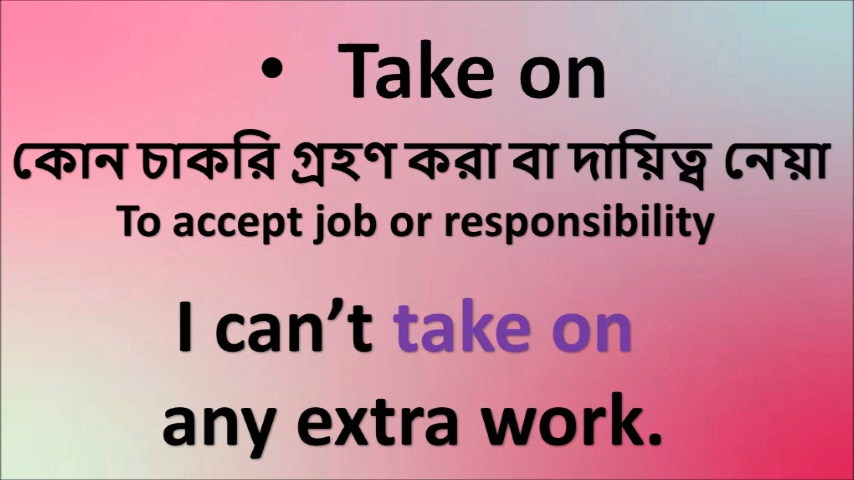 • Take on
কোন চাকরি গ্রহণ করা বা দায়িত্ব নেয়া
To accept job or responsibility
I can’t take on
any extra work.